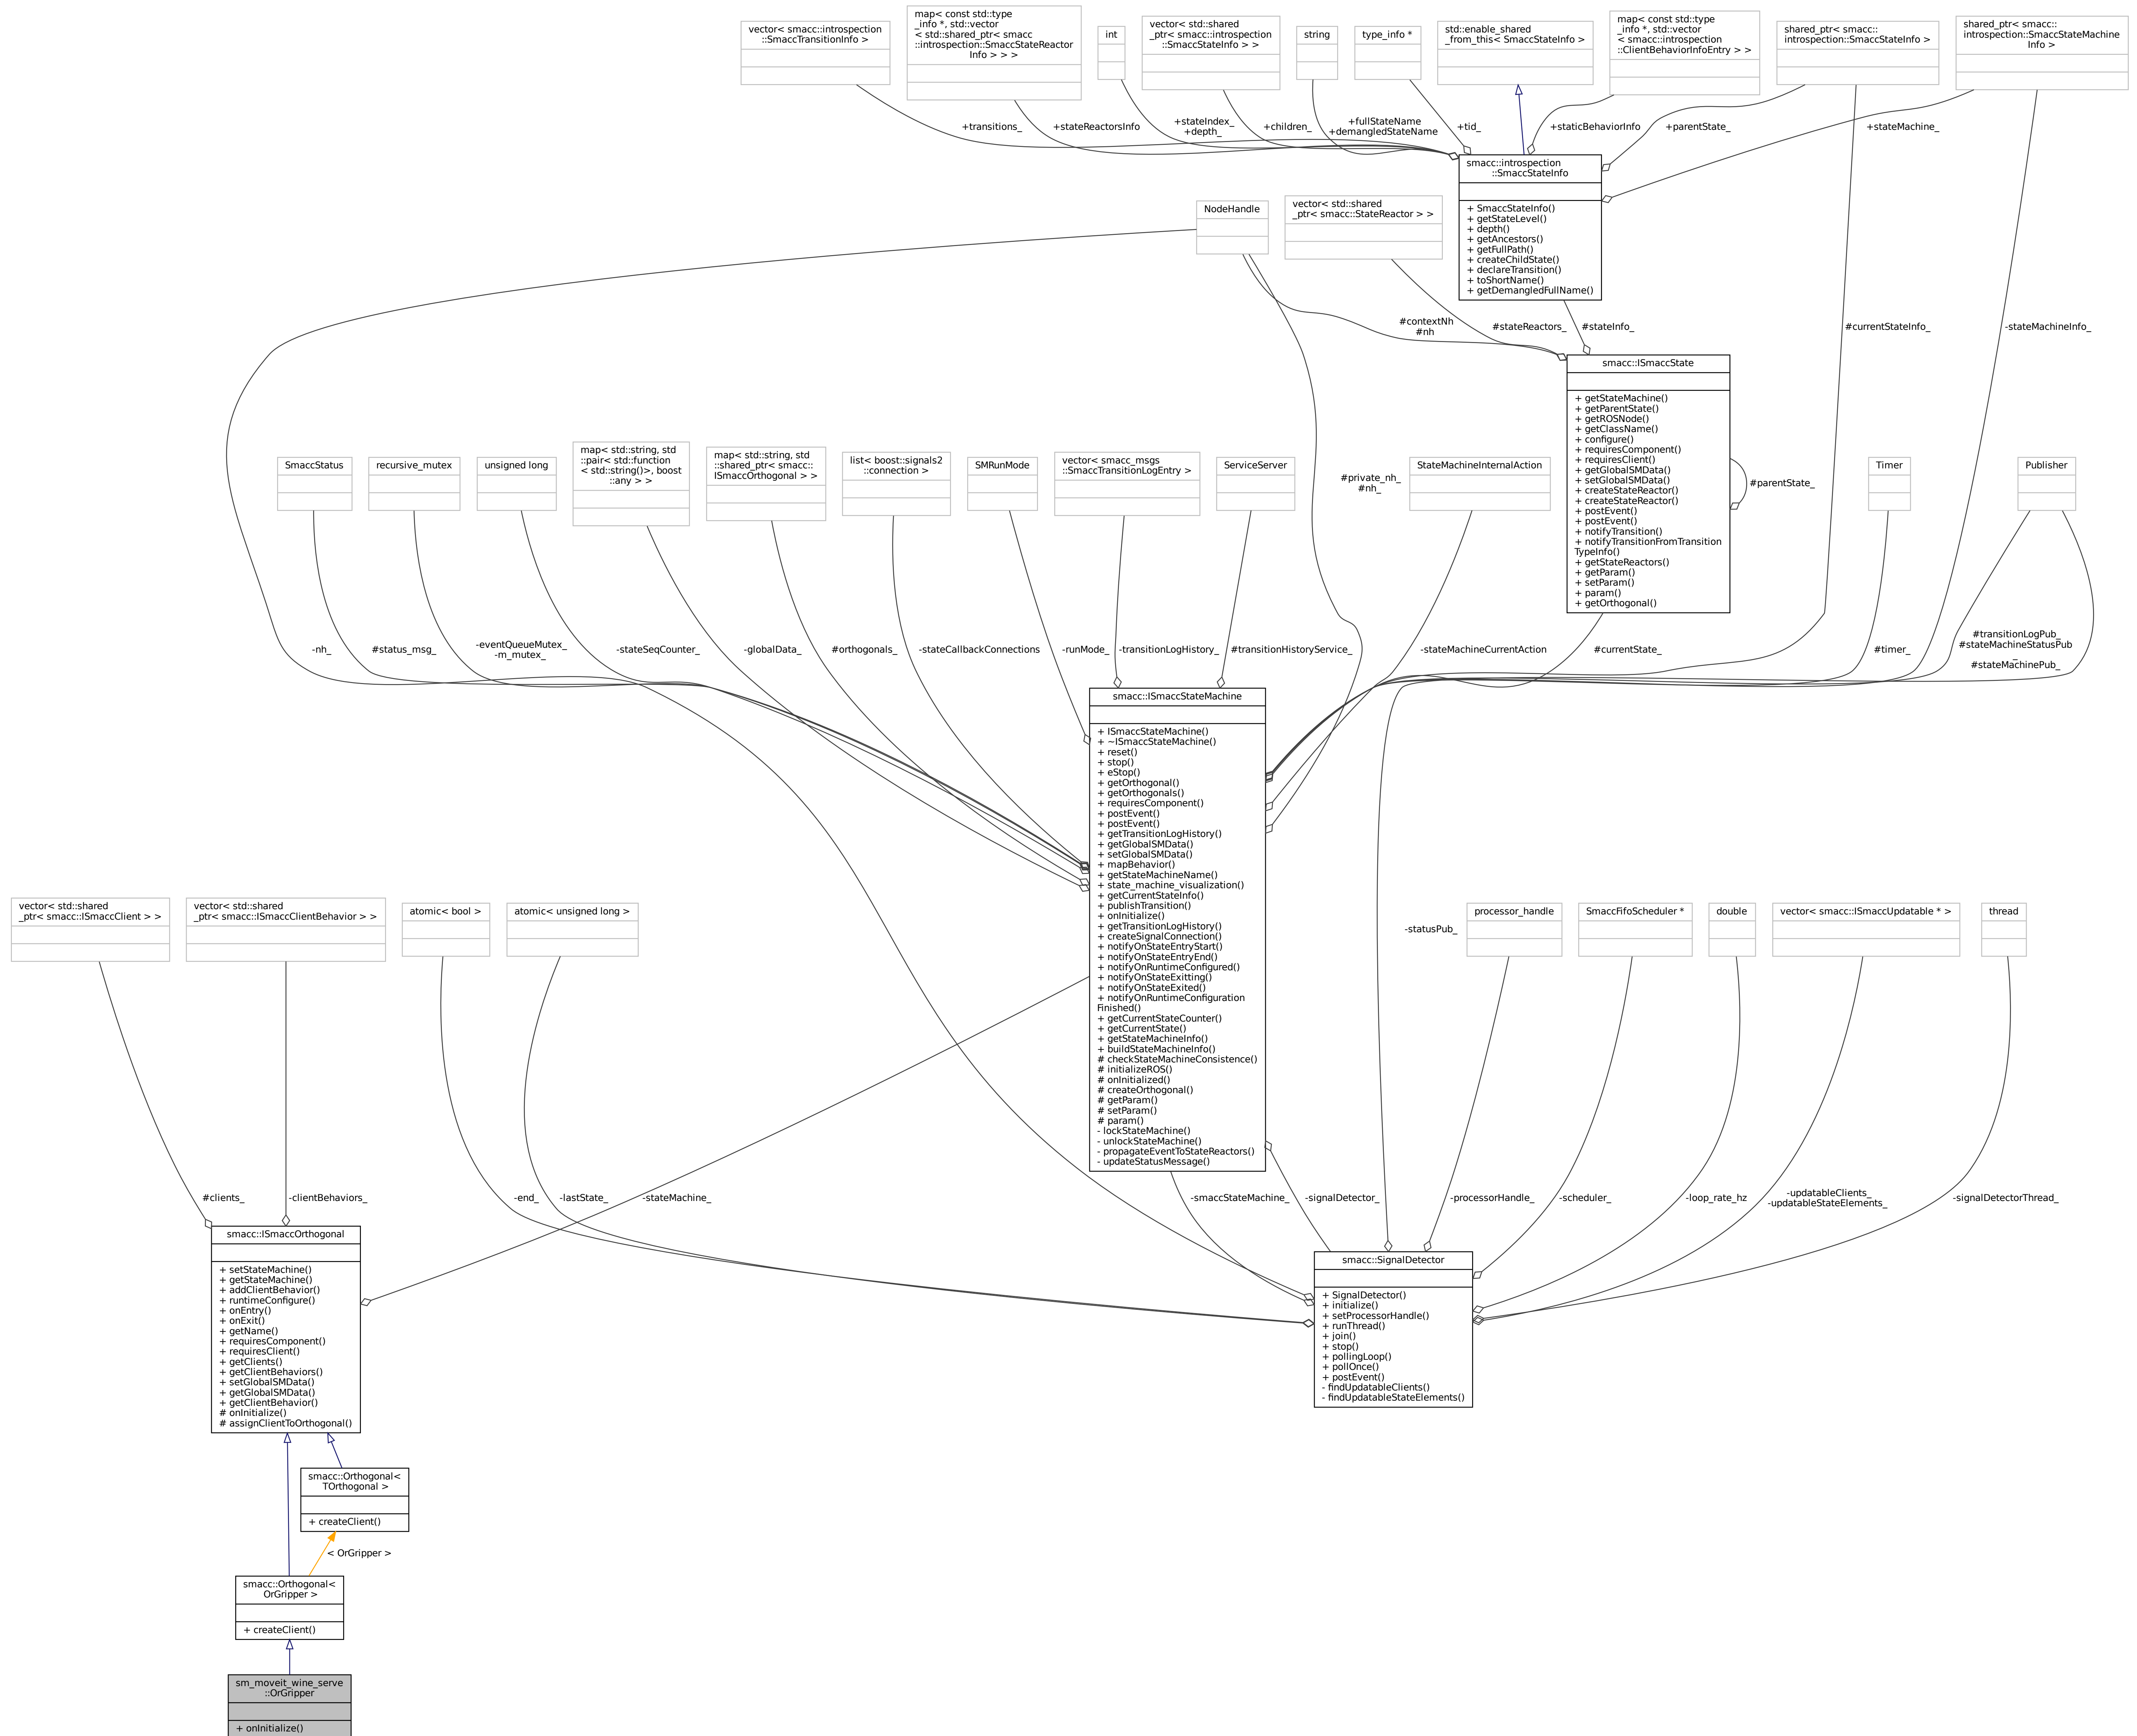 vector< smacc::introspection
::SmaccTransitionInfo >
map< const std::type
_info *, std::vector
< std::shared_ptr< smacc
::introspection::SmaccStateReactor
Info > > >
int
vector< std::shared
_ptr< smacc::introspection
::SmaccStateInfo > >
string
type_info *
std::enable_shared
_from_this< SmaccStateInfo >
map< const std::type
_info *, std::vector
< smacc::introspection
::ClientBehaviorInfoEntry > >
shared_ptr< smacc::
introspection::SmaccStateInfo >
shared_ptr< smacc::
introspection::SmaccStateMachine
Info >
+transitions_
+stateReactorsInfo
+stateIndex_
+depth_
+children_
+fullStateName
+demangledStateName
+tid_
+staticBehaviorInfo
+parentState_
+stateMachine_
smacc::introspection
::SmaccStateInfo
+ SmaccStateInfo()
+ getStateLevel()
+ depth()
+ getAncestors()
+ getFullPath()
+ createChildState()
+ declareTransition()
+ toShortName()
+ getDemangledFullName()
NodeHandle
vector< std::shared
_ptr< smacc::StateReactor > >
#contextNh
#nh
#stateReactors_
#stateInfo_
#currentStateInfo_
-stateMachineInfo_
smacc::ISmaccState
+ getStateMachine()
+ getParentState()
+ getROSNode()
+ getClassName()
+ configure()
+ requiresComponent()
+ requiresClient()
+ getGlobalSMData()
+ setGlobalSMData()
+ createStateReactor()
+ createStateReactor()
+ postEvent()
+ postEvent()
+ notifyTransition()
+ notifyTransitionFromTransition
TypeInfo()
+ getStateReactors()
+ getParam()
+ setParam()
+ param()
+ getOrthogonal()
#parentState_
SmaccStatus
recursive_mutex
unsigned long
map< std::string, std
::pair< std::function
< std::string()>, boost
::any > >
map< std::string, std
::shared_ptr< smacc::
ISmaccOrthogonal > >
list< boost::signals2
::connection >
SMRunMode
vector< smacc_msgs
::SmaccTransitionLogEntry >
ServiceServer
#private_nh_
#nh_
StateMachineInternalAction
Timer
Publisher
-nh_
#status_msg_
-eventQueueMutex_
-m_mutex_
-stateSeqCounter_
-globalData_
#orthogonals_
-stateCallbackConnections
-runMode_
-transitionLogHistory_
#transitionHistoryService_
-stateMachineCurrentAction
#currentState_
#timer_
#transitionLogPub_
#stateMachineStatusPub
_
#stateMachinePub_
smacc::ISmaccStateMachine
+ ISmaccStateMachine()
+ ~ISmaccStateMachine()
+ reset()
+ stop()
+ eStop()
+ getOrthogonal()
+ getOrthogonals()
+ requiresComponent()
+ postEvent()
+ postEvent()
+ getTransitionLogHistory()
+ getGlobalSMData()
+ setGlobalSMData()
+ mapBehavior()
+ getStateMachineName()
+ state_machine_visualization()
+ getCurrentStateInfo()
+ publishTransition()
+ onInitialize()
+ getTransitionLogHistory()
+ createSignalConnection()
+ notifyOnStateEntryStart()
+ notifyOnStateEntryEnd()
+ notifyOnRuntimeConfigured()
+ notifyOnStateExitting()
+ notifyOnStateExited()
+ notifyOnRuntimeConfiguration
Finished()
+ getCurrentStateCounter()
+ getCurrentState()
+ getStateMachineInfo()
+ buildStateMachineInfo()
# checkStateMachineConsistence()
# initializeROS()
# onInitialized()
# createOrthogonal()
# getParam()
# setParam()
# param()
- lockStateMachine()
- unlockStateMachine()
- propagateEventToStateReactors()
- updateStatusMessage()
vector< std::shared
_ptr< smacc::ISmaccClient > >
vector< std::shared
_ptr< smacc::ISmaccClientBehavior > >
atomic< bool >
atomic< unsigned long >
-statusPub_
processor_handle
SmaccFifoScheduler *
double
vector< smacc::ISmaccUpdatable * >
thread
#clients_
-clientBehaviors_
-end_
-lastState_
-stateMachine_
-smaccStateMachine_
-signalDetector_
-processorHandle_
-scheduler_
-loop_rate_hz
-updatableClients_
-updatableStateElements_
-signalDetectorThread_
smacc::ISmaccOrthogonal
+ setStateMachine()
+ getStateMachine()
+ addClientBehavior()
+ runtimeConfigure()
+ onEntry()
+ onExit()
+ getName()
+ requiresComponent()
+ requiresClient()
+ getClients()
+ getClientBehaviors()
+ setGlobalSMData()
+ getGlobalSMData()
+ getClientBehavior()
# onInitialize()
# assignClientToOrthogonal()
smacc::SignalDetector
+ SignalDetector()
+ initialize()
+ setProcessorHandle()
+ runThread()
+ join()
+ stop()
+ pollingLoop()
+ pollOnce()
+ postEvent()
- findUpdatableClients()
- findUpdatableStateElements()
smacc::Orthogonal<
TOrthogonal >
+ createClient()
< OrGripper >
smacc::Orthogonal<
OrGripper >
+ createClient()
sm_moveit_wine_serve
::OrGripper
+ onInitialize()